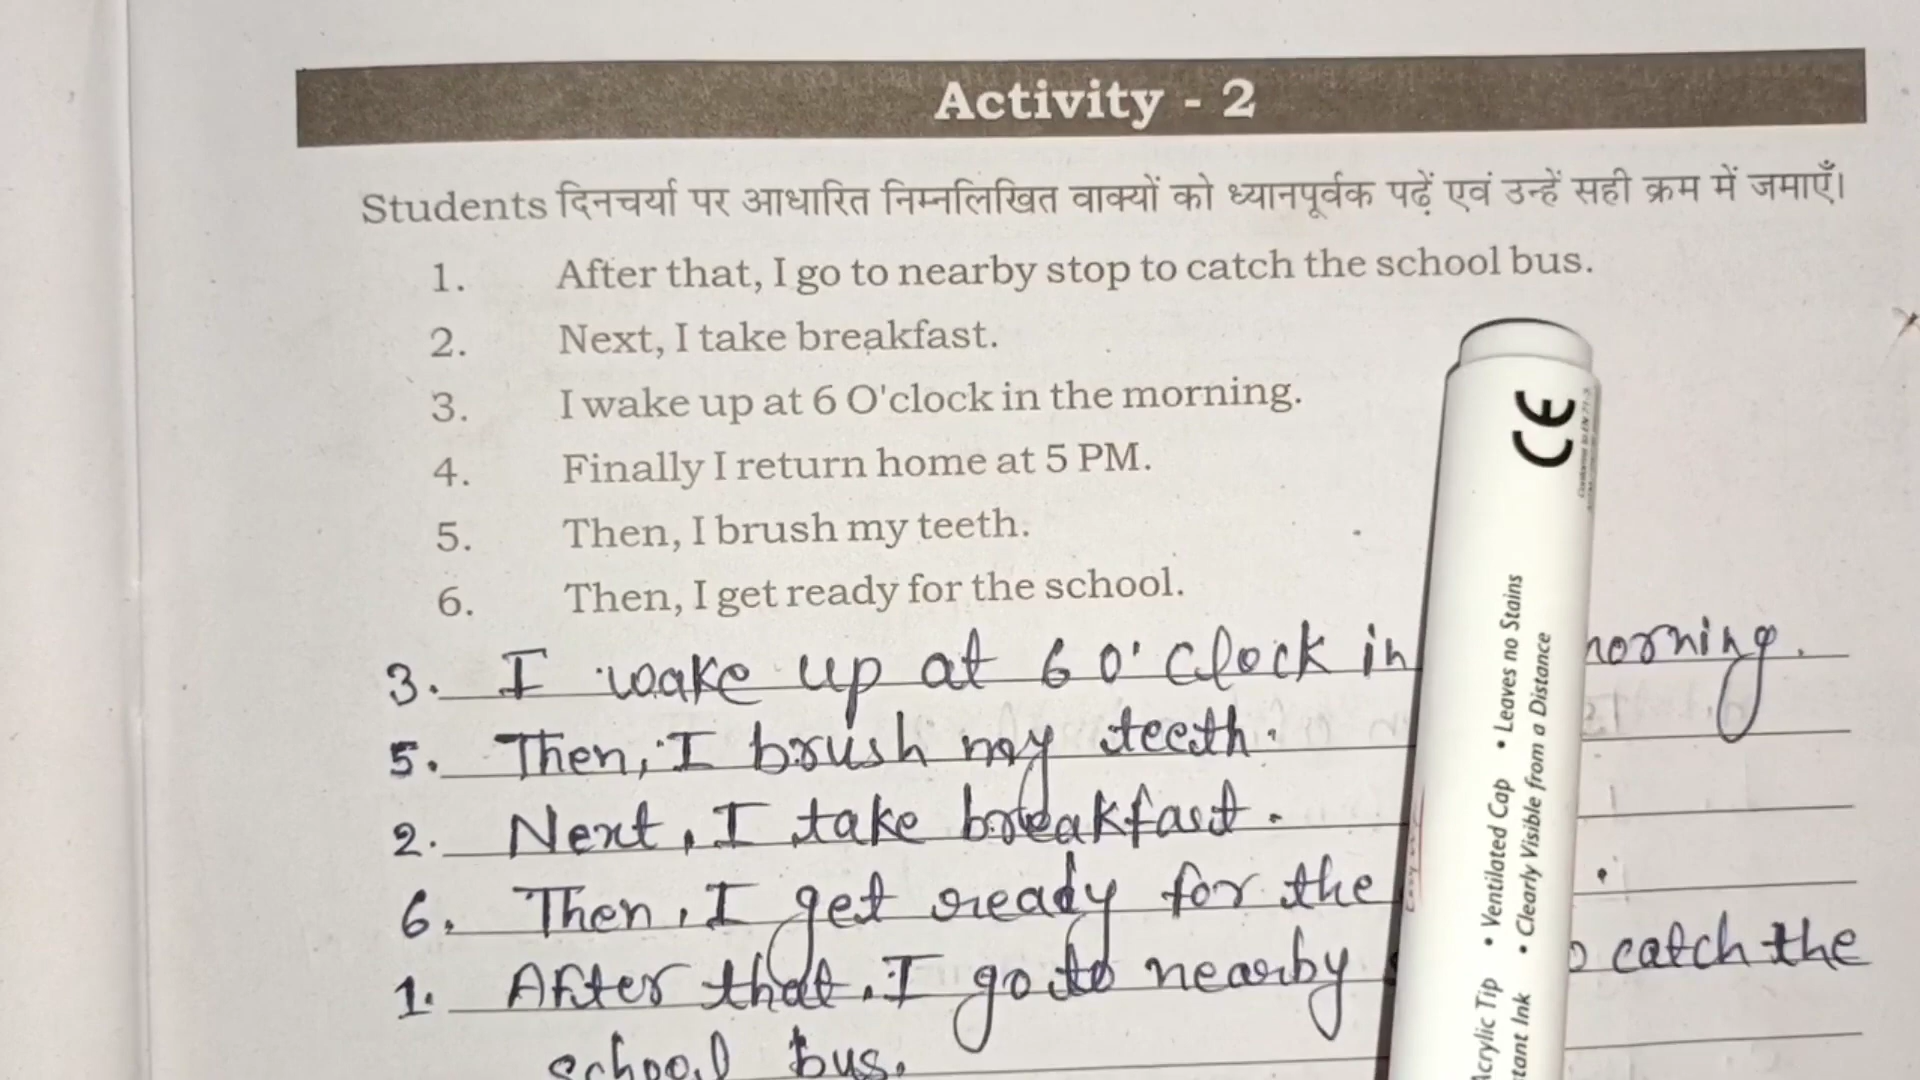 Activity - 2
Students दिनचर्या पर आधारित निम्नलिखित वाक्यों को ध्यानपूर्वक पढ़ें एवं उन्हें सही क्रम में जमाएँ।
1. After that, I go to nearby stop to catch the school bus.
2. Next, I take breakfast.
3. I wake up at 6 O'clock in the morning.
4. Finally I return home at 5 PM.
5. Then, I brush my teeth.
6. Then, I get ready for the school.
3. I wake up at 6 o'clock in
5. Then, I brush my teeth.
2. Next, I take breakfast.
6. Then, I get ready for the
1. After that, I go to nearby catch the
school bus.
CE
• Ventilated Cap • Leaves no Stains
• Clearly Visible from a Distance
Acrylic Tip
Ink